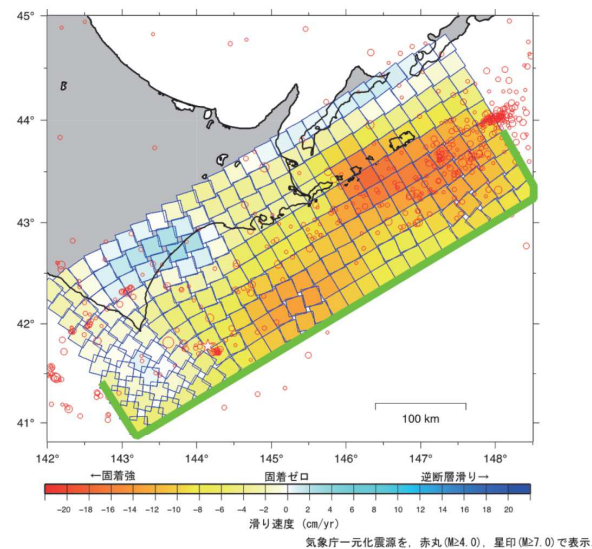 45°
44°
43°
42°
41°
100 km
142° 143° 144° 145° 146° 147° 148°
←固着強 固着ゼロ 逆断層滑り→
-20 -18 -16 -14 -12 -10 -8 -6 -4 -2 0 2 4 6 8 10 12 14 16 18 20
滑り速度 (cm/yr)
気象庁一元化震源を, 赤丸(M≥4.0), 星印(M≥7.0)で表示